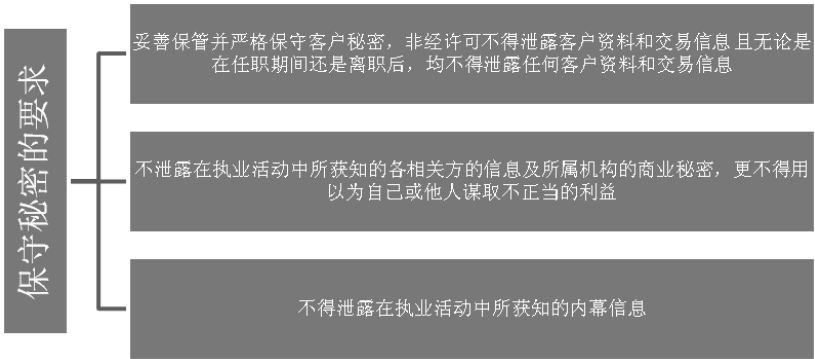 保守秘密的要求
妥善保管并严格保守客户秘密，非经许可不得泄露客户资料和交易信息且无论是
在任职期间还是离职后，均不得泄露任何客户资料和交易信息
不泄露在执业活动中所获知的各相关方的信息及所属机构的商业秘密，更不得用
以为自己或他人谋取不正当的利益
不得泄露在执业活动中所获知的内幕信息